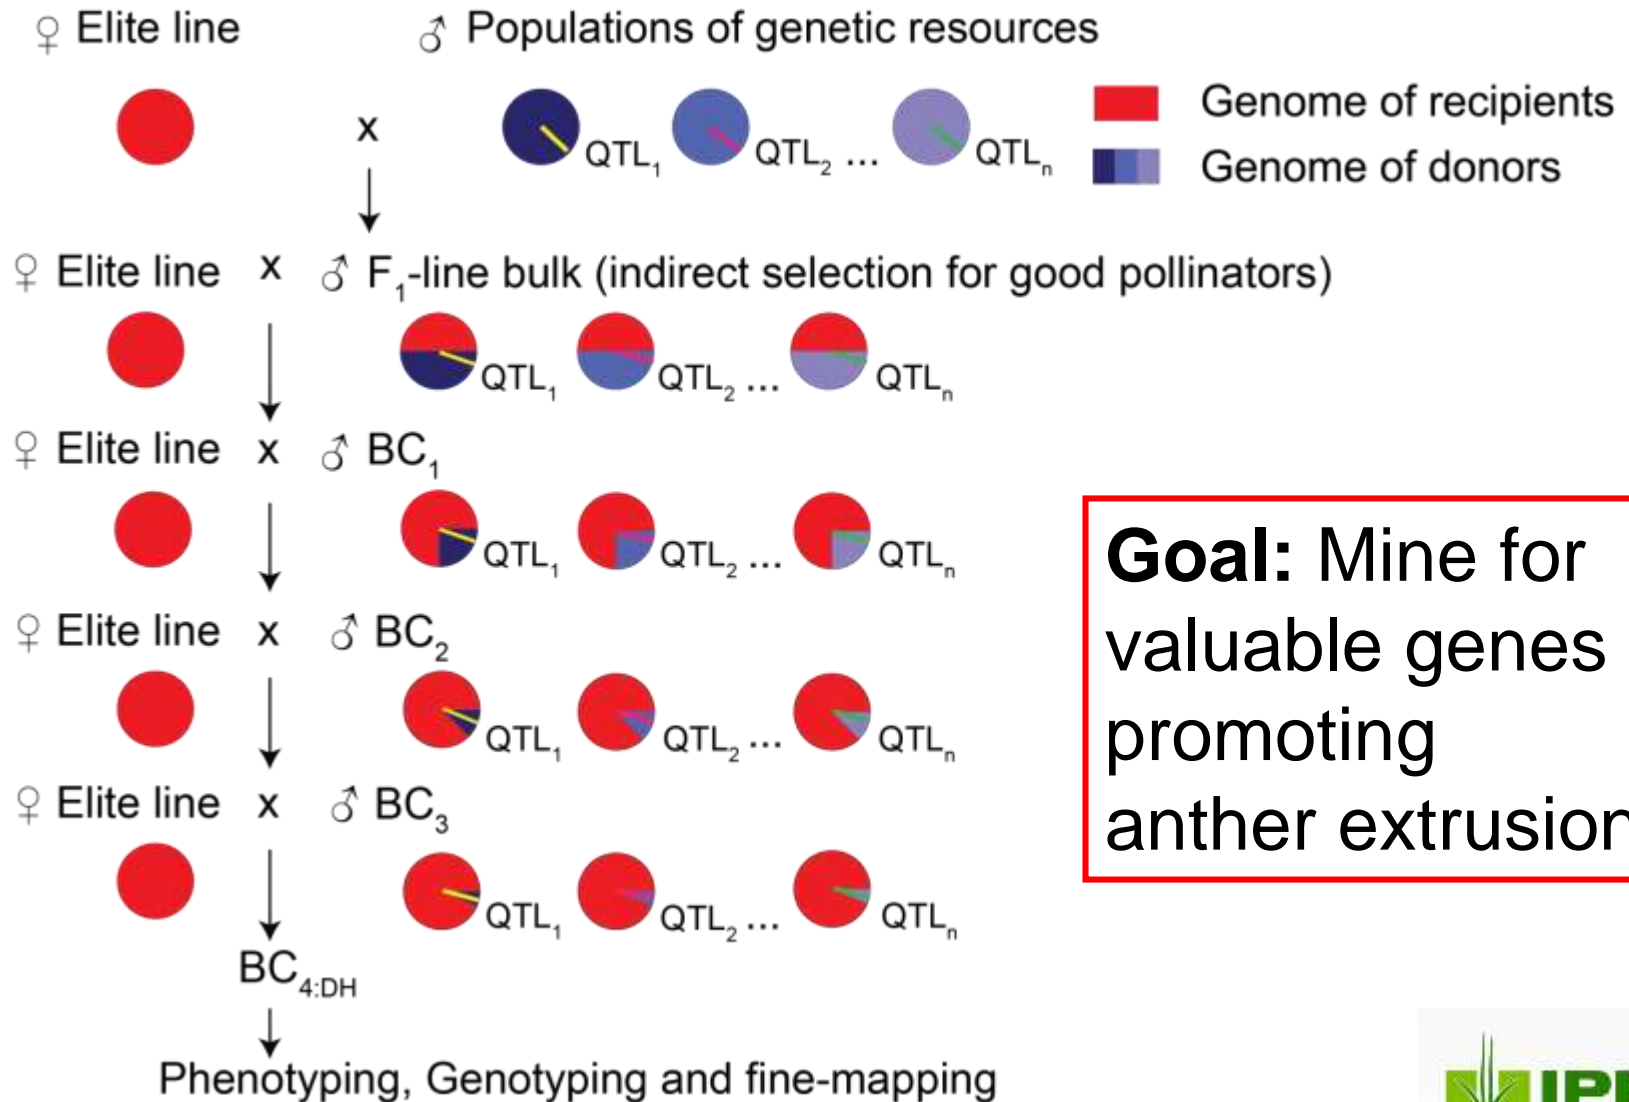 ♀ Elite line ♂ Populations of genetic resources
x QTL₁ QTL₂ ... QTLₙ
Genome of recipients
Genome of donors
♀ Elite line x ♂ F₁-line bulk (indirect selection for good pollinators)
QTL₁ QTL₂ ... QTLₙ
♀ Elite line x ♂ BC₁
QTL₁ QTL₂ ... QTLₙ
♀ Elite line x ♂ BC₂
QTL₁ QTL₂ ... QTLₙ
♀ Elite line x ♂ BC₃
QTL₁ QTL₂ ... QTLₙ
BC₄:DH
Phenotyping, Genotyping and fine-mapping
Goal: Mine for
valuable genes
promoting
anther extrusion